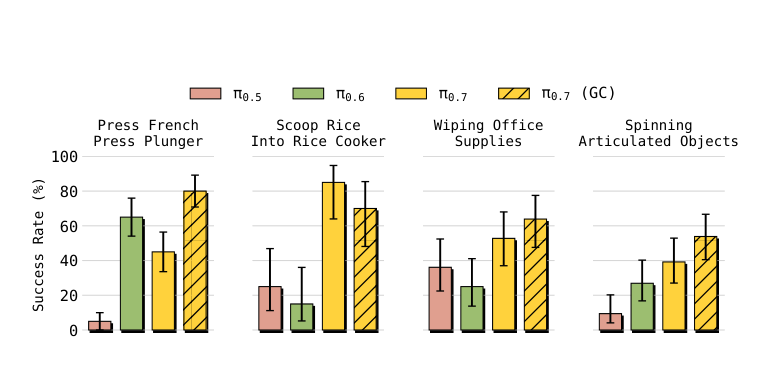 π0.5 π0.6 π0.7 π0.7 (GC)
Press French
Press Plunger
Scoop Rice
Into Rice Cooker
Wiping Office
Supplies
Spinning
Articulated Objects
Success Rate (%)
100
80
60
40
20
0